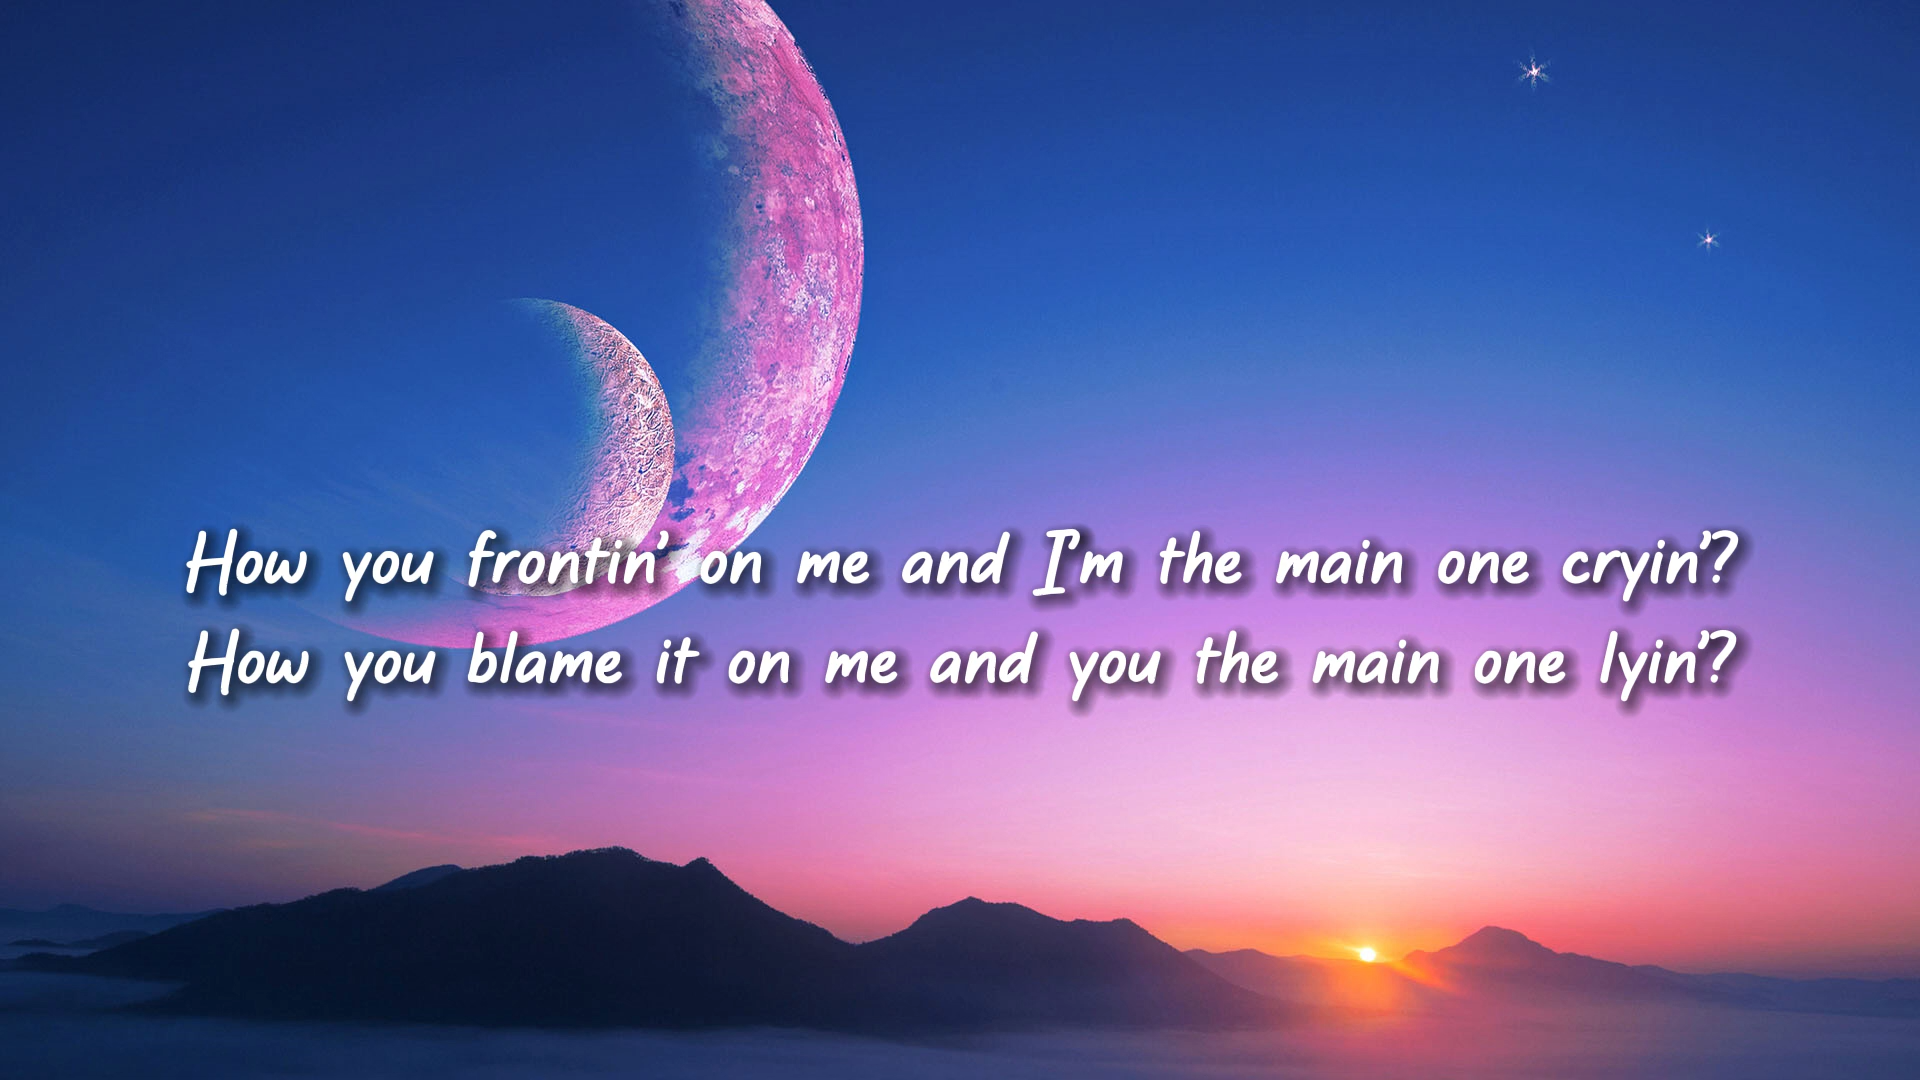 How you frontin' on me and I'm the main one cryin'?
How you blame it on me and you the main one lyin'?